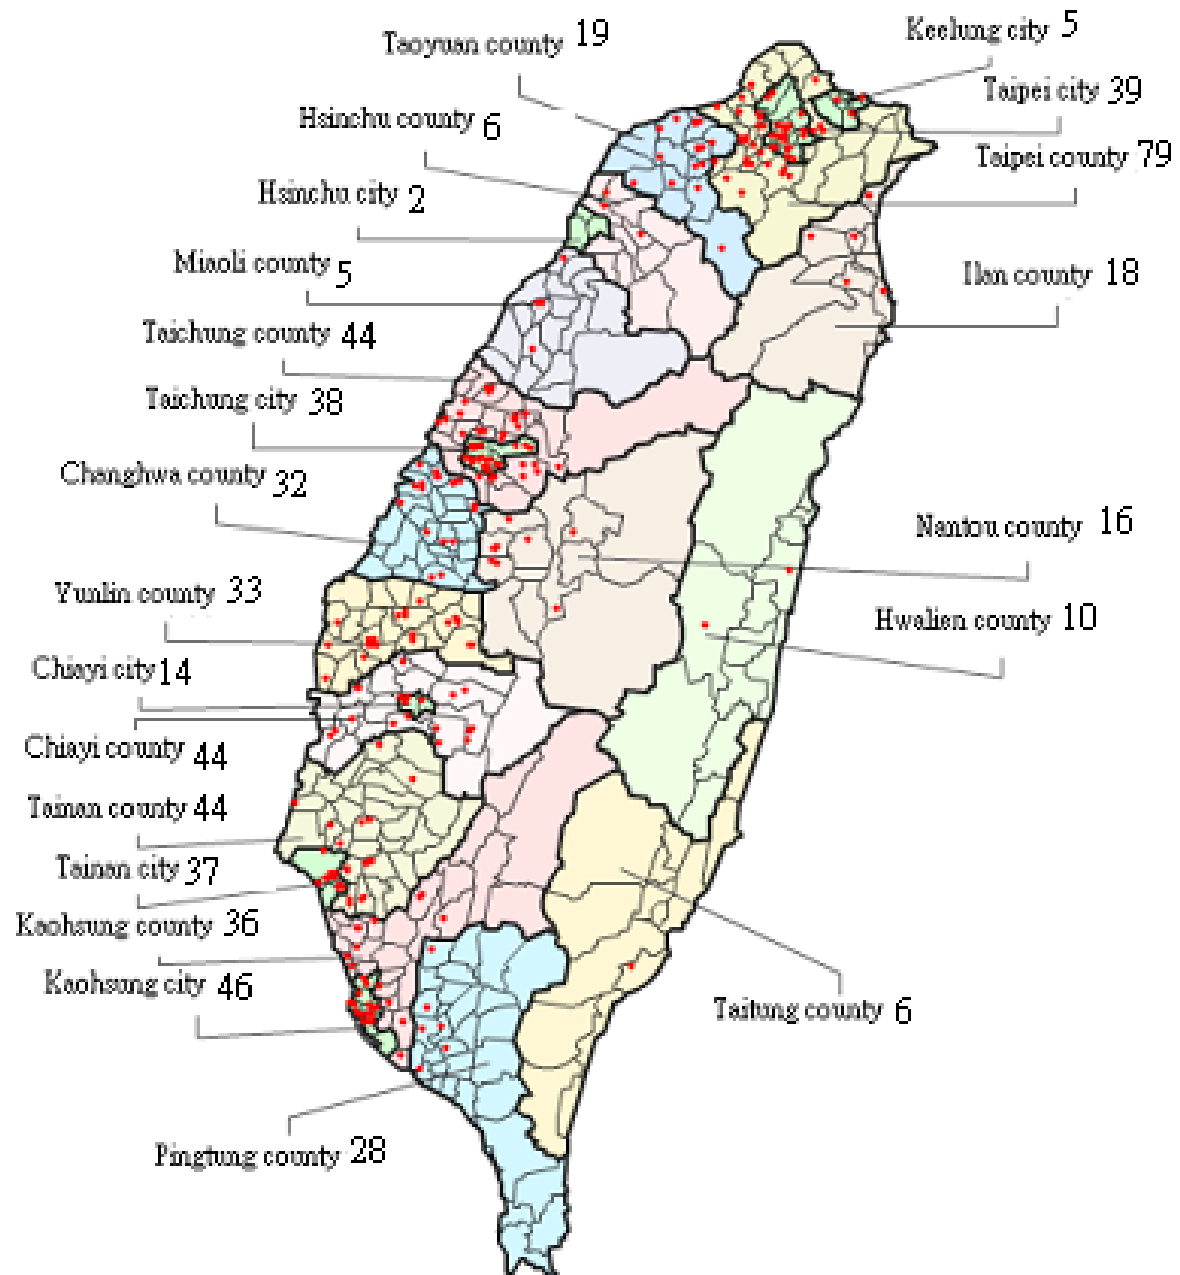 Taoyuan county 19
Keelung city 5
Taipei city 39
Hsinchu county 6
Taipei county 79
Hsinchu city 2
Miaoli county 5
Ilan county 18
Taichung county 44
Taichung city 38
Changhwa county 32
Nantou county 16
Yunlin county 33
Hwalien county 10
Chiayi city 14
Chiayi county 44
Tainan county 44
Tainan city 37
Kaohsung county 36
Kaohsung city 46
Taitung county 6
Pingtung county 28